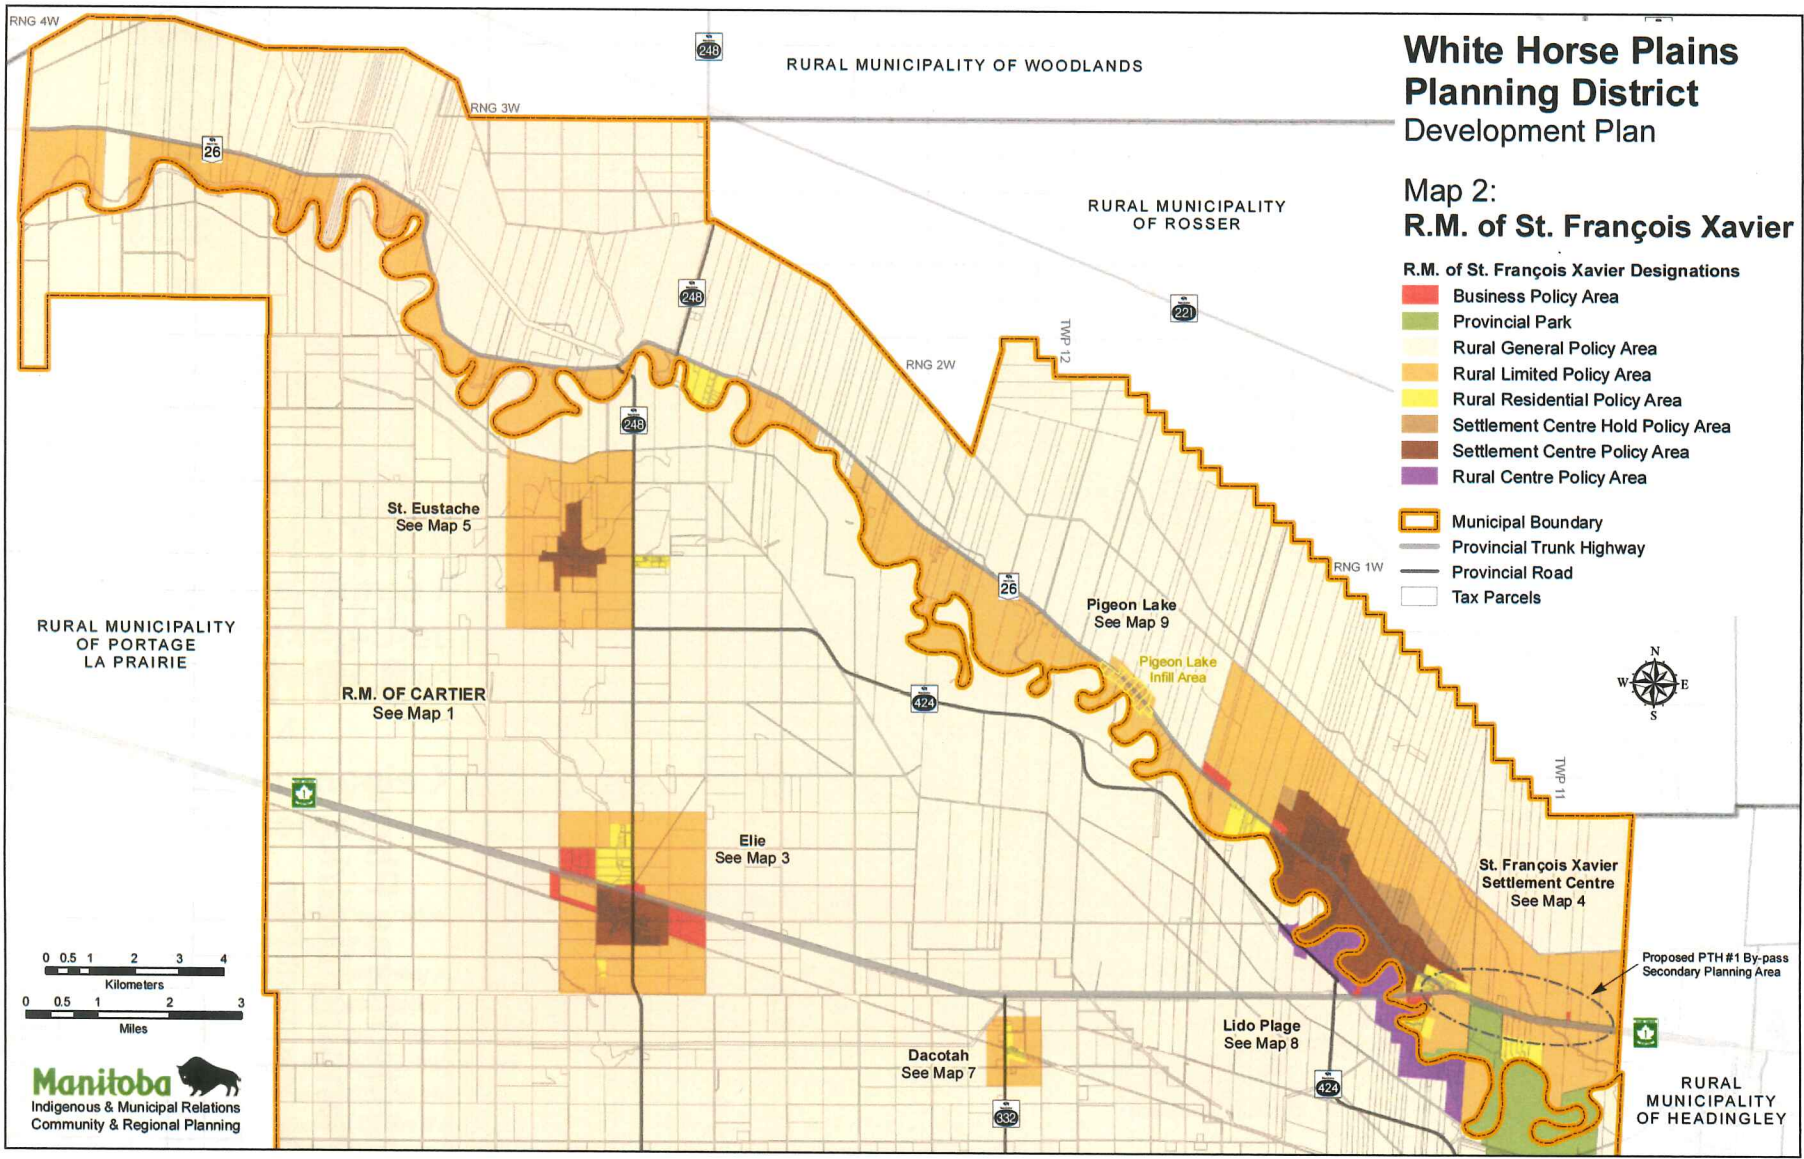 White Horse Plains
Planning District
Development Plan
Map 2:
R.M. of St. François Xavier
R.M. of St. François Xavier Designations
Business Policy Area
Provincial Park
Rural General Policy Area
Rural Limited Policy Area
Rural Residential Policy Area
Settlement Centre Hold Policy Area
Settlement Centre Policy Area
Rural Centre Policy Area
Municipal Boundary
Provincial Trunk Highway
Provincial Road
Tax Parcels
RNG 4W
248
RURAL MUNICIPALITY OF WOODLANDS
RNG 3W
26
RURAL MUNICIPALITY
OF ROSSER
248
221
TWP 12
RNG 2W
248
St. Eustache
See Map 5
RNG 1W
26
Pigeon Lake
See Map 9
Pigeon Lake
Infill Area
RURAL MUNICIPALITY
OF PORTAGE
LA PRAIRIE
R.M. OF CARTIER
See Map 1
424
N
W
E
S
TWP 11
1
Elie
See Map 3
St. François Xavier
Settlement Centre
See Map 4
Proposed PTH #1 By-pass
Secondary Planning Area
0 0.5 1 2 3 4
Kilometers
0 0.5 1 2 3
Miles
Lido Plage
See Map 8
1
Dacotah
See Map 7
424
332
RURAL
MUNICIPALITY
OF HEADINGLEY
Manitoba
Indigenous & Municipal Relations
Community & Regional Planning